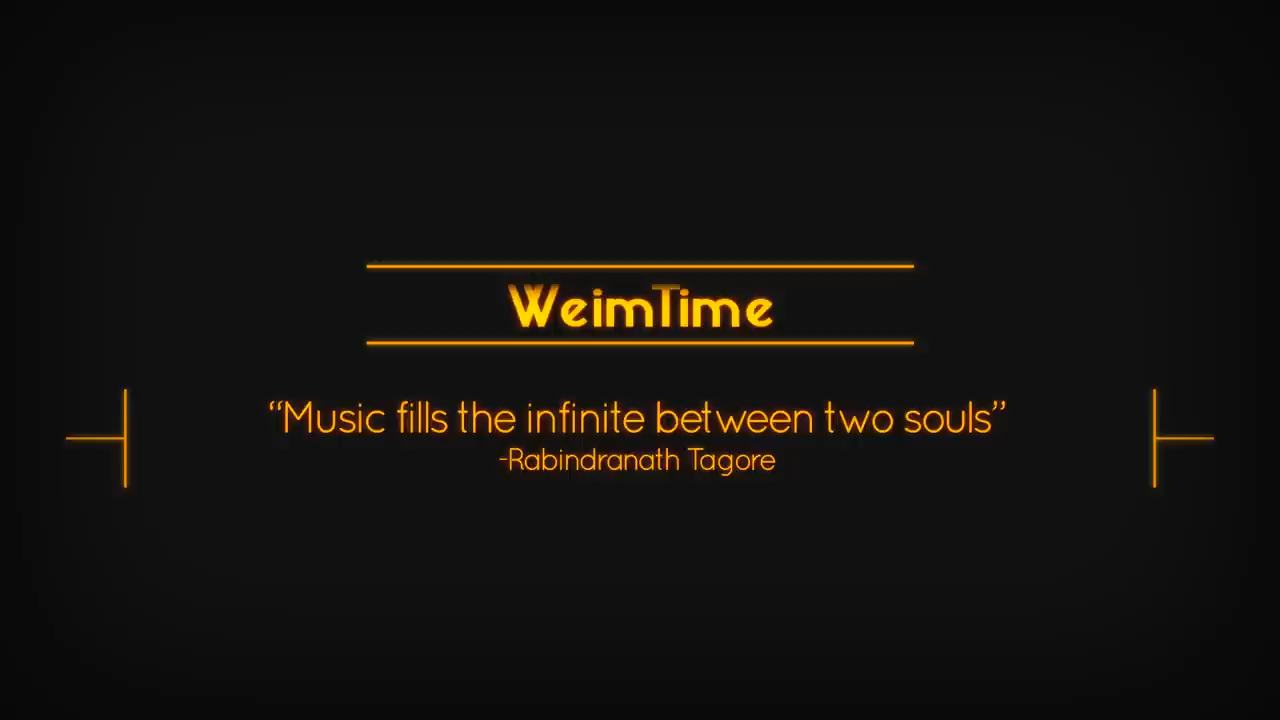 WeimTime
“Music fills the infinite between two souls”
-Rabindranath Tagore